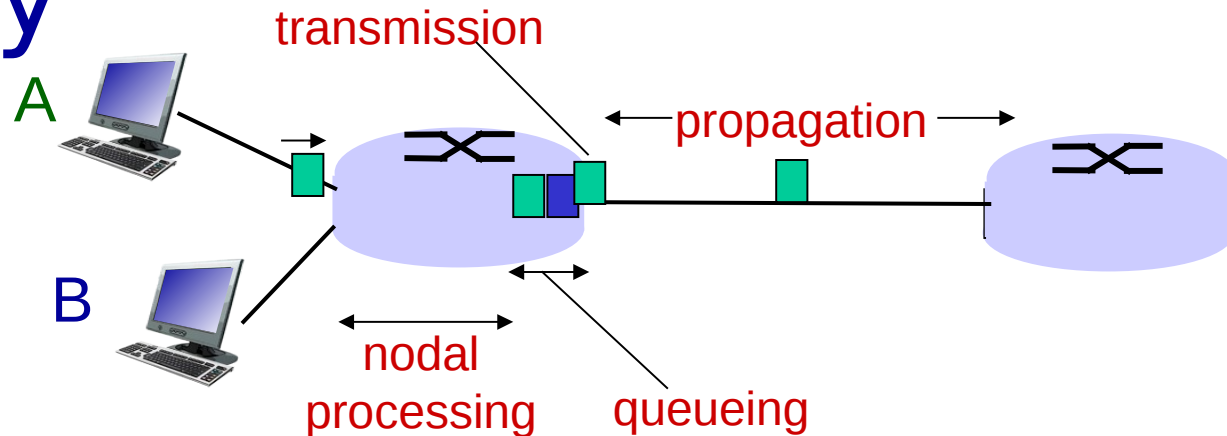 y
transmission
A
propagation
B
nodal
processing
queueing